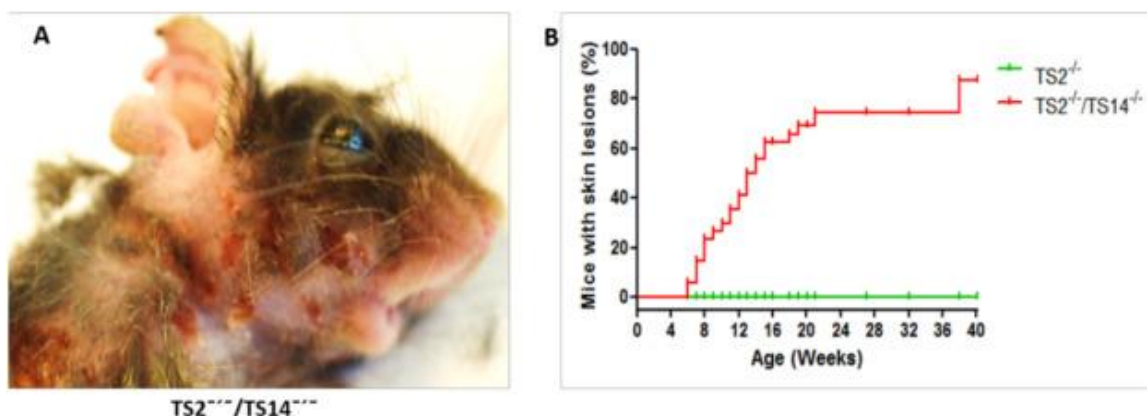 A
TS2⁻′⁻/TS14⁻′⁻
B
Mice with skin lesions (%)
100
80
60
40
20
0
TS2⁻/⁻
TS2⁻/⁻/TS14⁻/⁻
0 4 8 12 16 20 24 28 32 36 40
Age (Weeks)